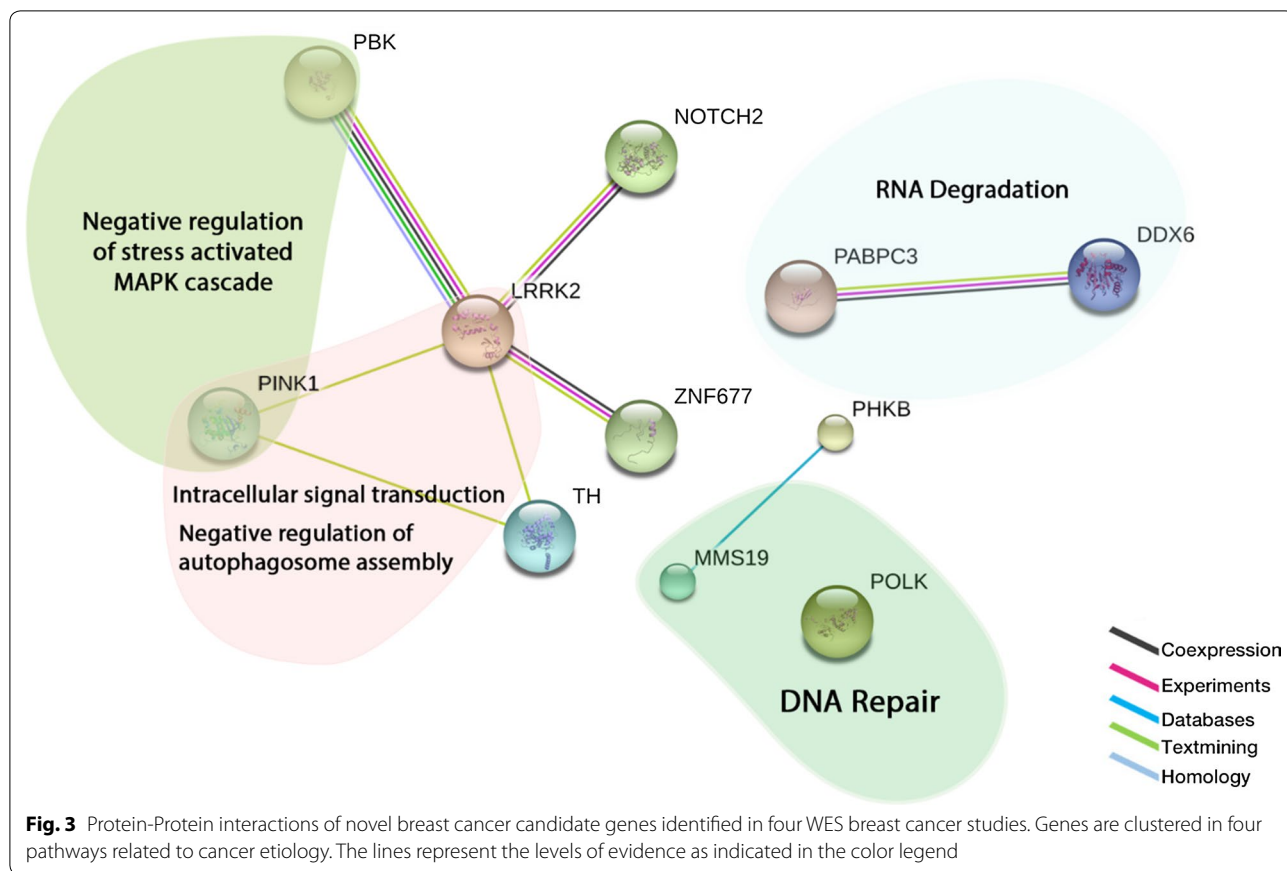 PBK
NOTCH2
RNA Degradation
DDX6
PABPC3
Negative regulation
of stress activated
MAPK cascade
LRRK2
PINK1
ZNF677
PHKB
Intracellular signal transduction
TH
Negative regulation of
autophagosome assembly
MMS19
POLK
DNA Repair
Coexpression
Experiments
Databases
Textmining
Homology
Fig. 3 Protein-Protein interactions of novel breast cancer candidate genes identified in four WES breast cancer studies. Genes are clustered in four
pathways related to cancer etiology. The lines represent the levels of evidence as indicated in the color legend